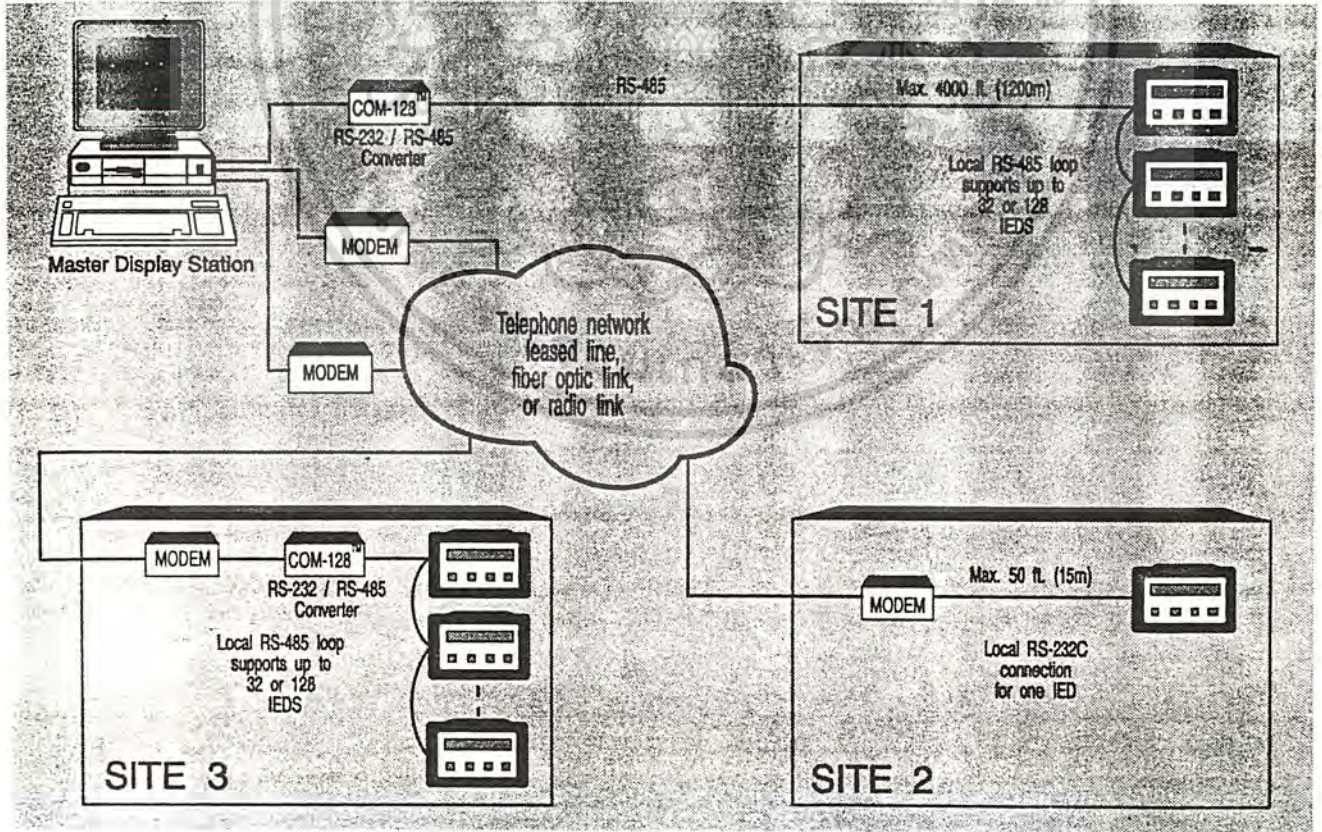 COM-128™
RS-232 / RS-485
Converter
RS-485
Max. 4000 ft. (1200m)
Local RS-485 loop
supports up to
32 or 128
IEDS
SITE 1
MODEM
Master Display Station
MODEM
Telephone network
leased line,
fiber optic link,
or radio link
MODEM
COM-128™
RS-232 / RS-485
Converter
Local RS-485 loop
supports up to
32 or 128
IEDS
SITE 3
MODEM
Max. 50 ft. (15m)
Local RS-232C
connection
for one IED
SITE 2